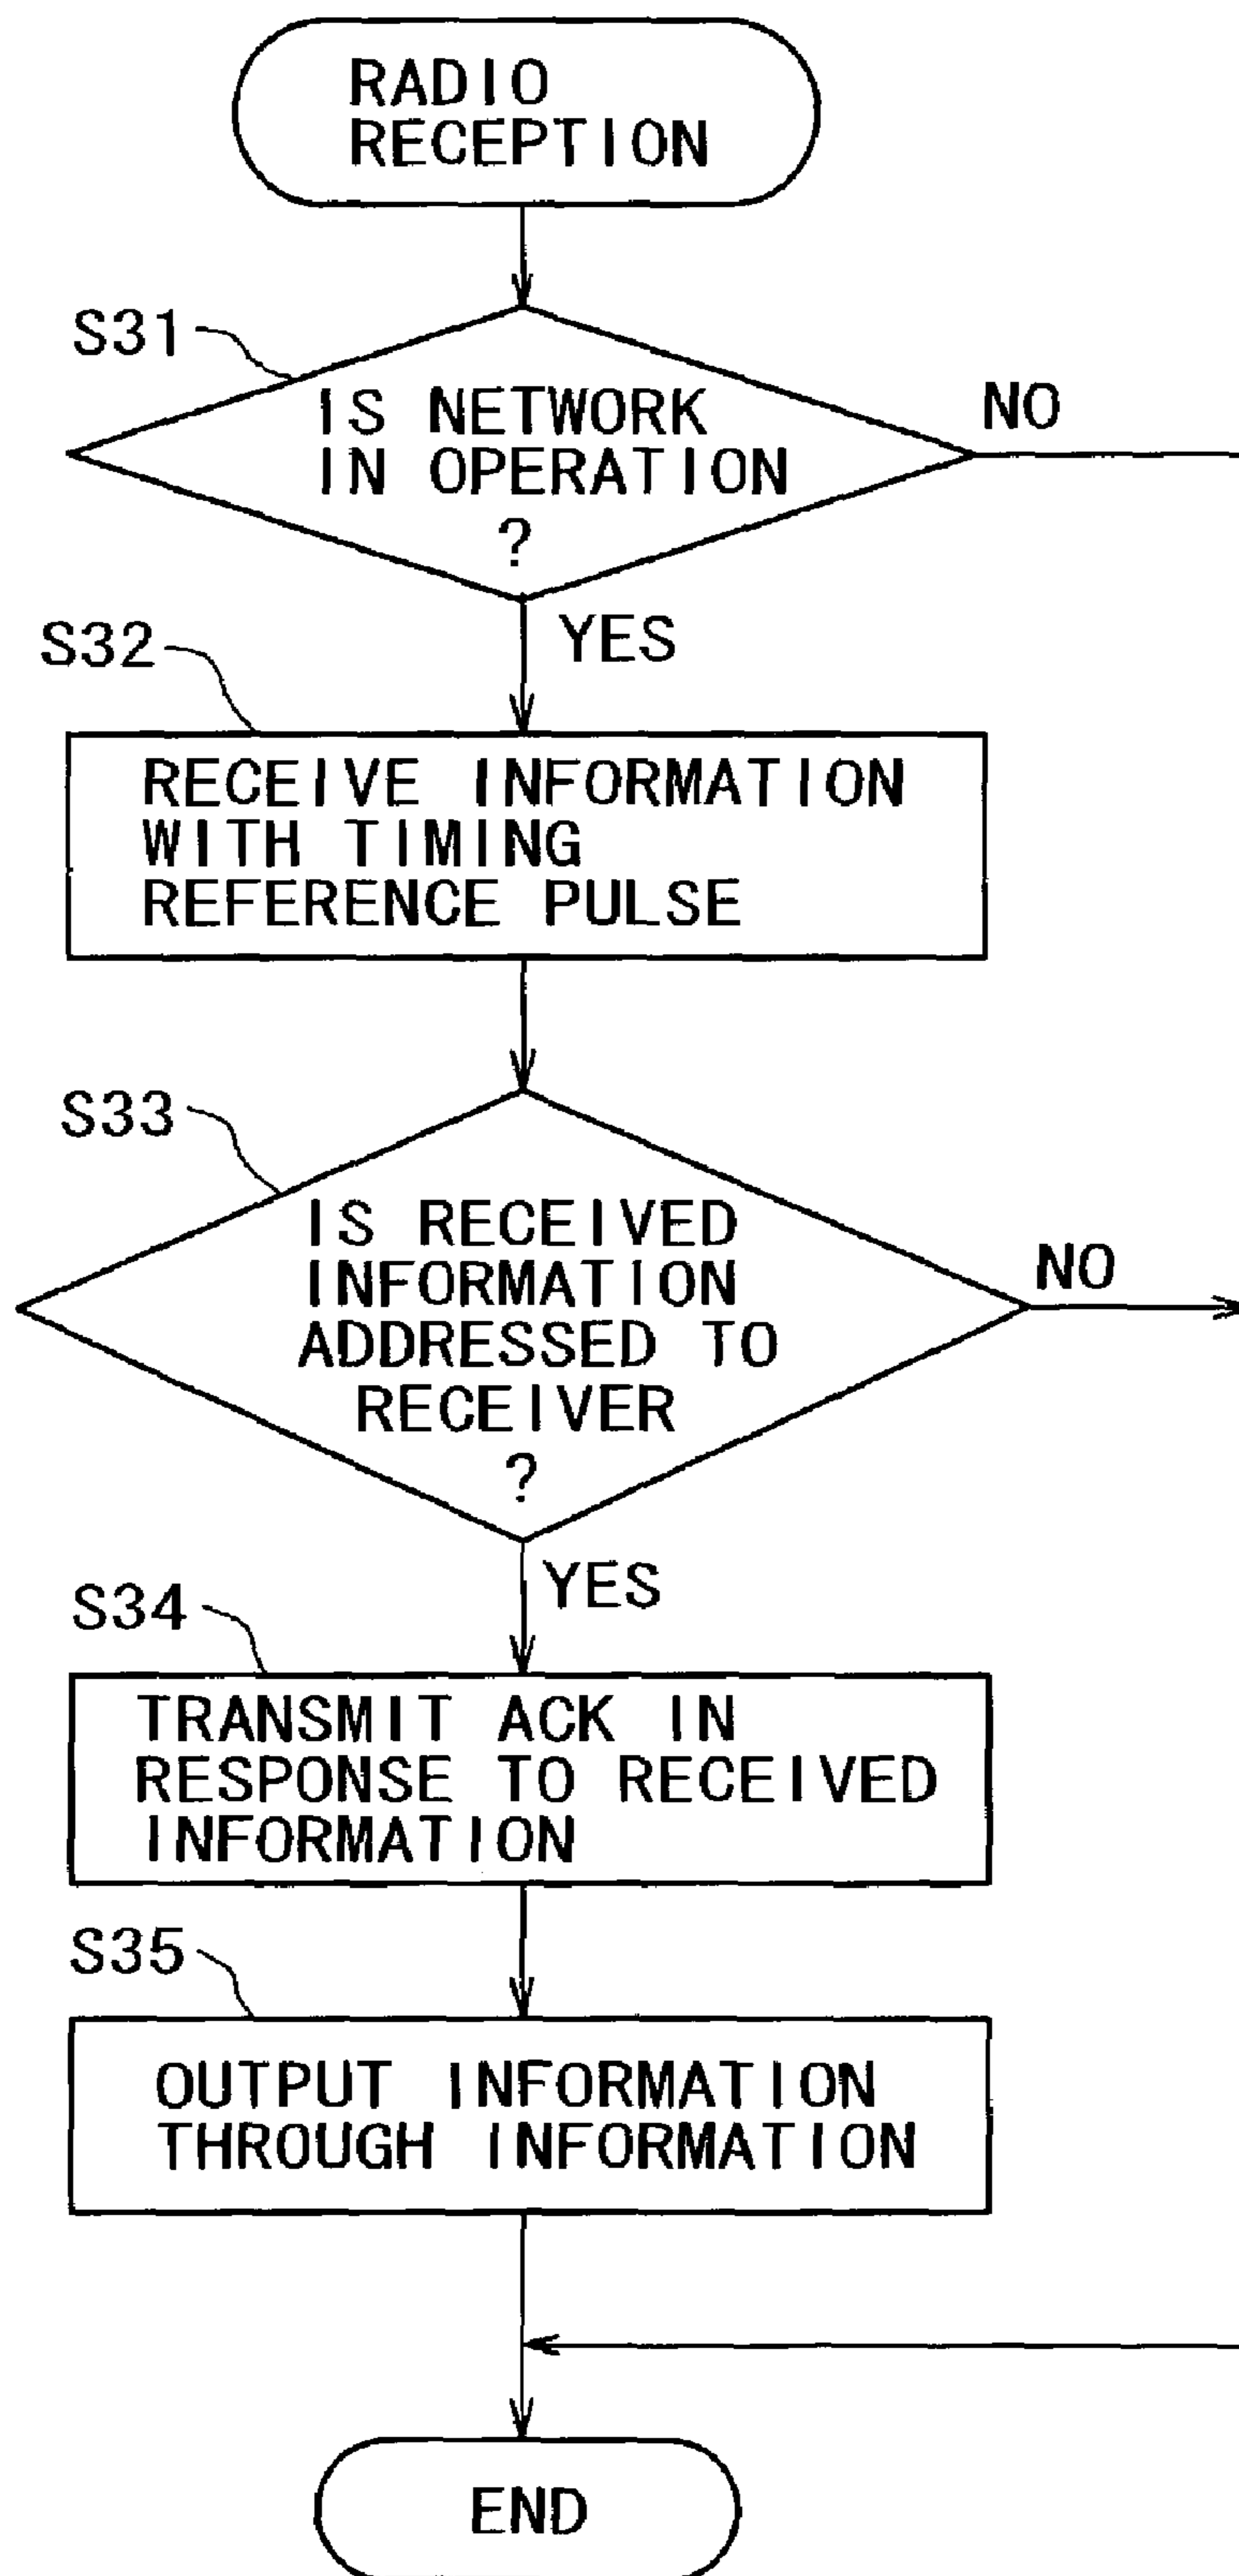 RADIO
RECEPTION
S31
IS NETWORK
IN OPERATION
?
NO
YES
S32
RECEIVE INFORMATION
WITH TIMING
REFERENCE PULSE
S33
IS RECEIVED
INFORMATION
ADDRESSED TO
RECEIVER
?
NO
YES
S34
TRANSMIT ACK IN
RESPONSE TO RECEIVED
INFORMATION
S35
OUTPUT INFORMATION
THROUGH INFORMATION
END